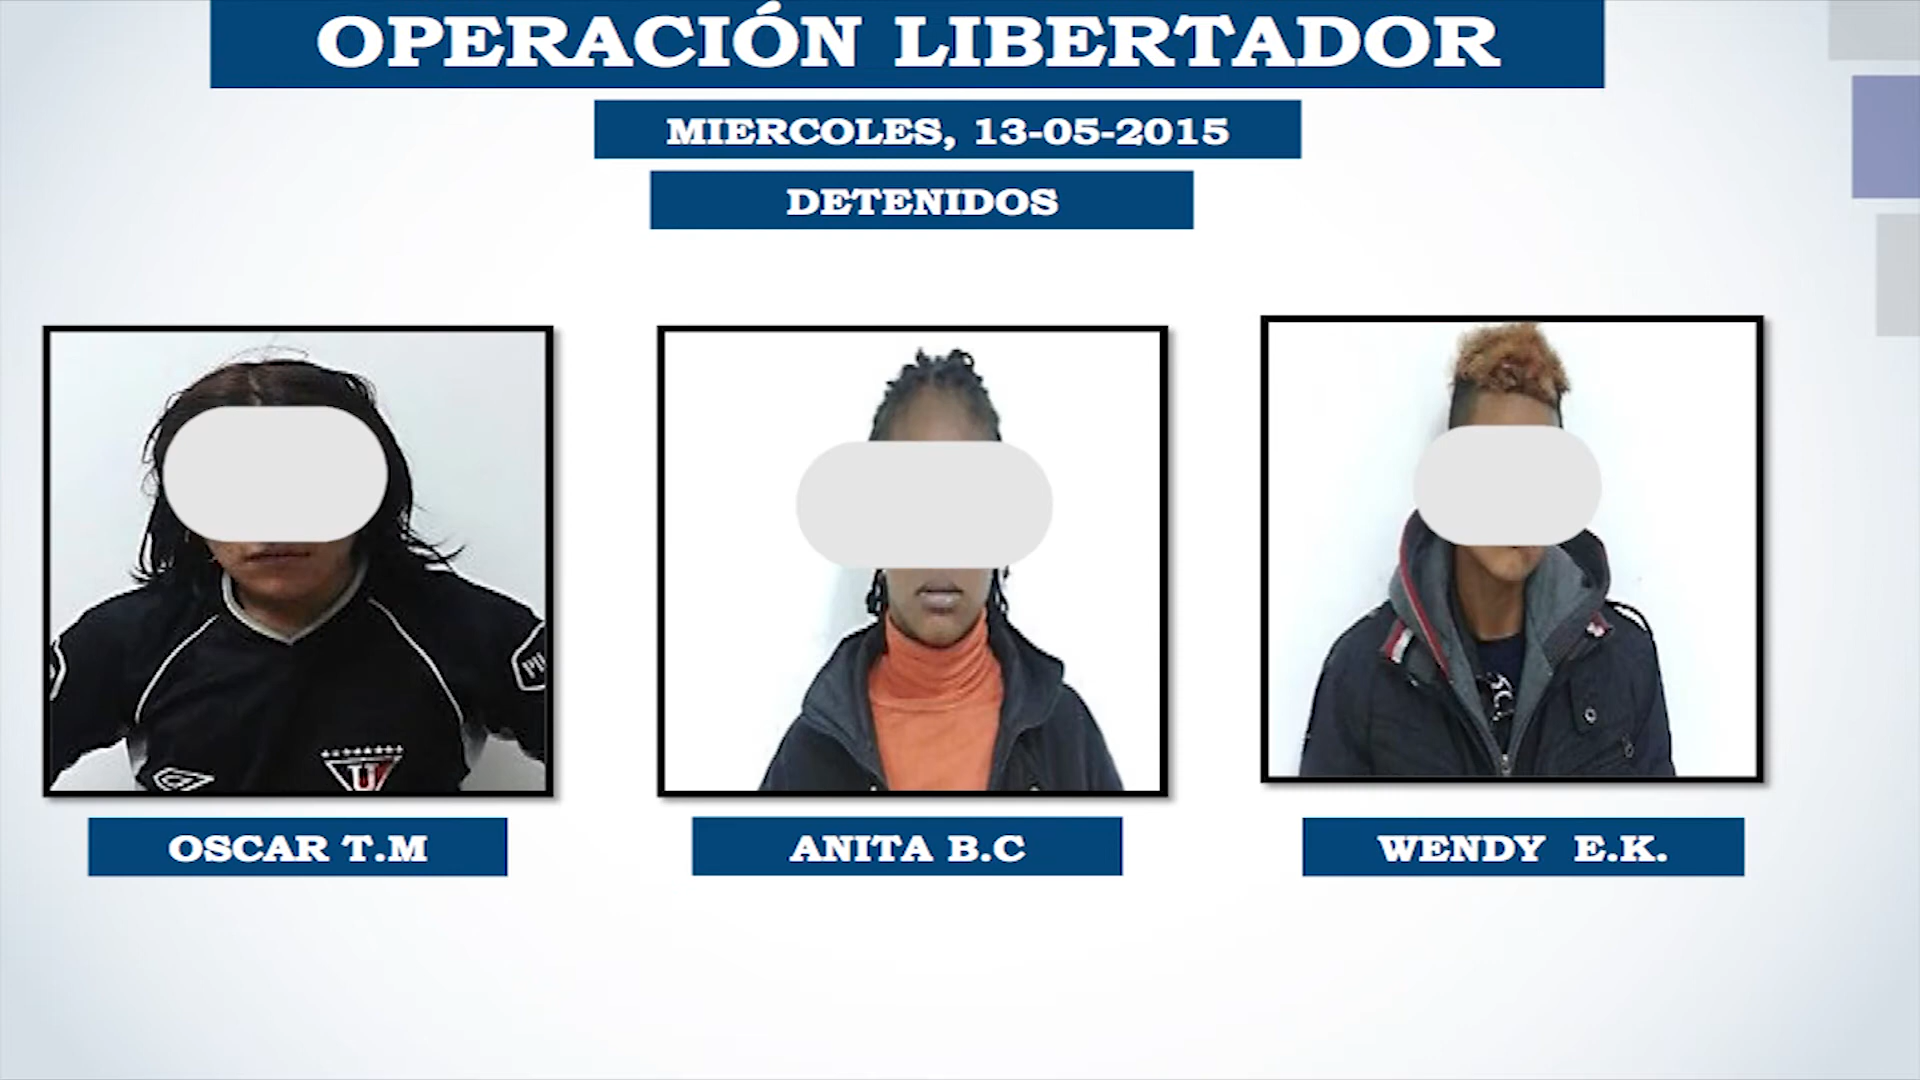 OPERACIÓN LIBERTADOR
MIERCOLES, 13-05-2015
DETENIDOS
U
OSCAR T.M
ANITA B.C
WENDY E.K.